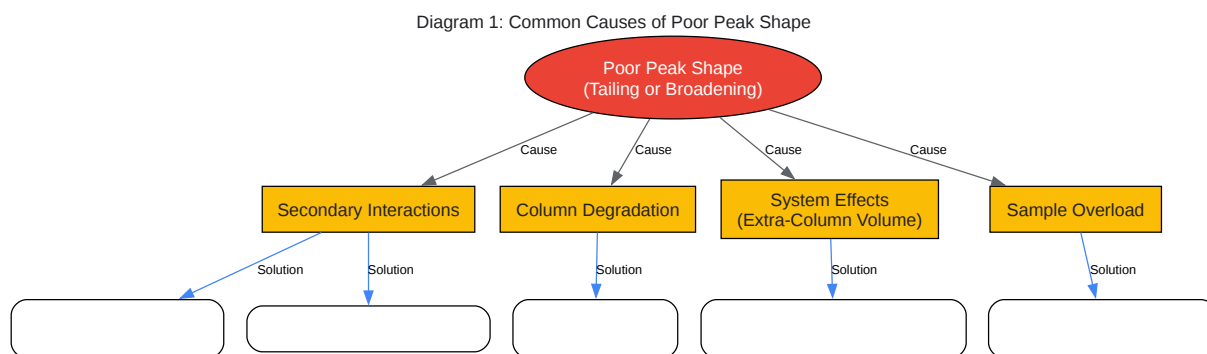 Diagram 1: Common Causes of Poor Peak Shape
Poor Peak Shape
(Tailing or Broadening)
Cause
Cause
Cause
Cause
Secondary Interactions
Column Degradation
System Effects
(Extra-Column Volume)
Sample Overload
Solution
Solution
Solution
Solution
Solution